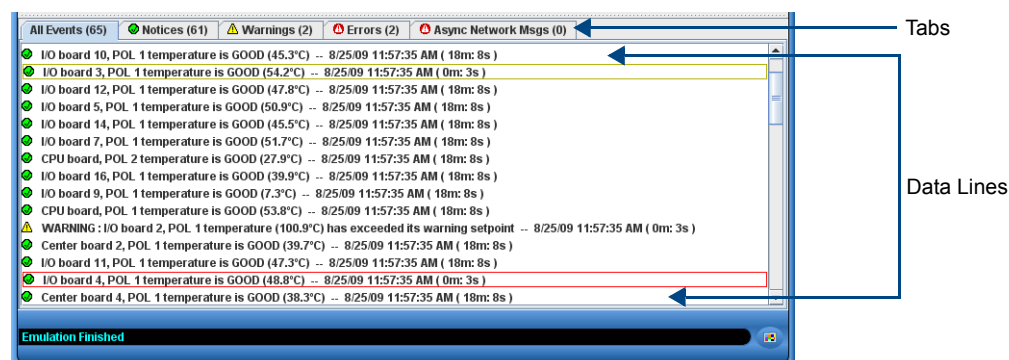 All Events (65) Notices (61) Warnings (2) Errors (2) Async Network Msgs (0)
Tabs
I/O board 10, POL 1 temperature is GOOD (45.3°C) -- 8/25/09 11:57:35 AM ( 18m: 8s )
I/O board 3, POL 1 temperature is GOOD (54.2°C) -- 8/25/09 11:57:35 AM ( 0m: 3s )
I/O board 12, POL 1 temperature is GOOD (47.8°C) -- 8/25/09 11:57:35 AM ( 18m: 8s )
I/O board 5, POL 1 temperature is GOOD (50.9°C) -- 8/25/09 11:57:35 AM ( 18m: 8s )
I/O board 14, POL 1 temperature is GOOD (45.5°C) -- 8/25/09 11:57:35 AM ( 18m: 8s )
I/O board 7, POL 1 temperature is GOOD (51.7°C) -- 8/25/09 11:57:35 AM ( 18m: 8s )
CPU board, POL 2 temperature is GOOD (27.9°C) -- 8/25/09 11:57:35 AM ( 18m: 8s )
I/O board 16, POL 1 temperature is GOOD (39.9°C) -- 8/25/09 11:57:35 AM ( 18m: 8s )
I/O board 9, POL 1 temperature is GOOD (7.3°C) -- 8/25/09 11:57:35 AM ( 18m: 8s )
CPU board, POL 1 temperature is GOOD (53.8°C) -- 8/25/09 11:57:35 AM ( 18m: 8s )
WARNING : I/O board 2, POL 1 temperature (100.9°C) has exceeded its warning setpoint -- 8/25/09 11:57:35 AM ( 0m: 3s )
Center board 2, POL 1 temperature is GOOD (39.7°C) -- 8/25/09 11:57:35 AM ( 18m: 8s )
I/O board 11, POL 1 temperature is GOOD (47.3°C) -- 8/25/09 11:57:35 AM ( 18m: 8s )
I/O board 4, POL 1 temperature is GOOD (48.8°C) -- 8/25/09 11:57:35 AM ( 0m: 3s )
Center board 4, POL 1 temperature is GOOD (38.3°C) -- 8/25/09 11:57:35 AM ( 18m: 8s )
Data Lines
Emulation Finished